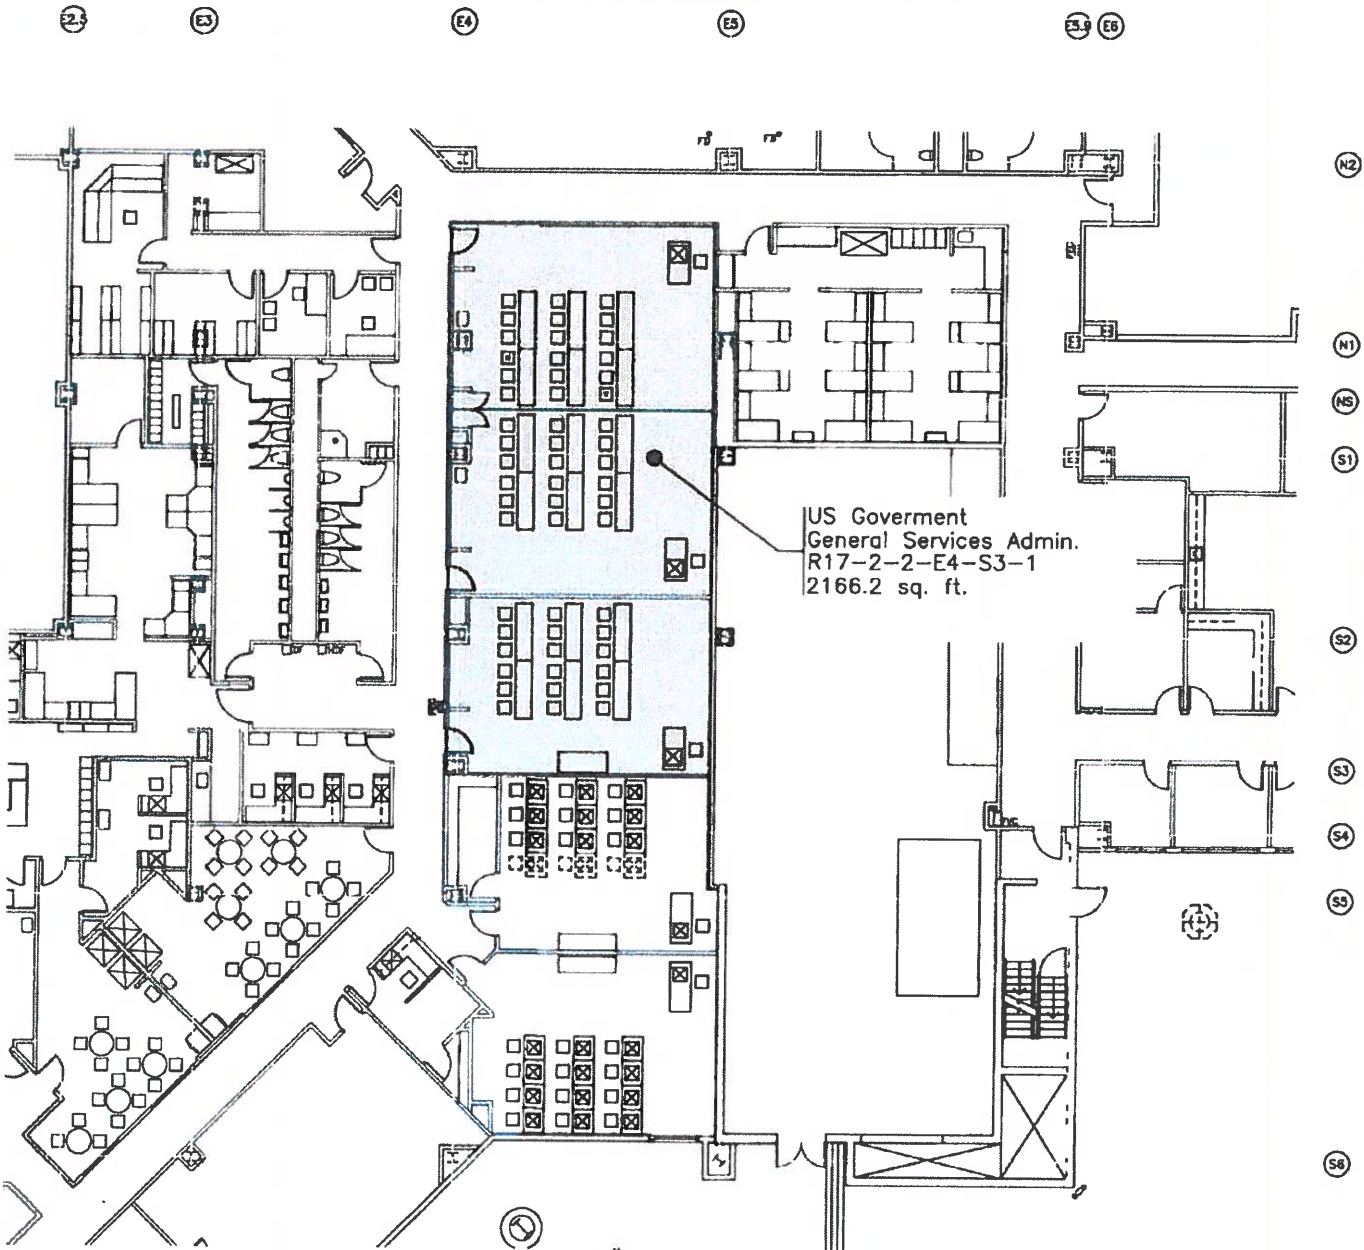 E2.5 E3 E4 E5 E5.9 E6
N2
N1
NS
S1
US Goverment
General Services Admin.
R17-2-2-E4-S3-1
2166.2 sq. ft.
S2
S3
S4
S5
S6